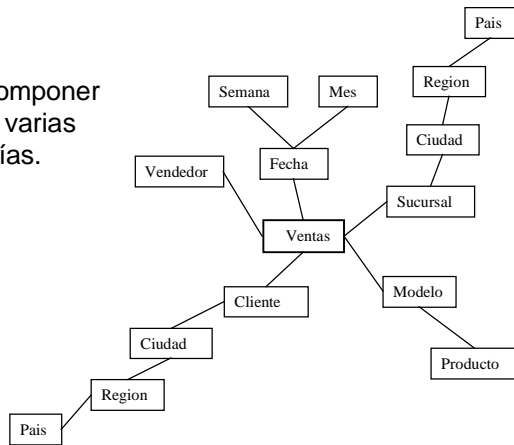 omponer
varias
ías.
Pais
Region
Semana
Mes
Ciudad
Vendedor
Fecha
Sucursal
Ventas
Cliente
Modelo
Ciudad
Producto
Region
Pais